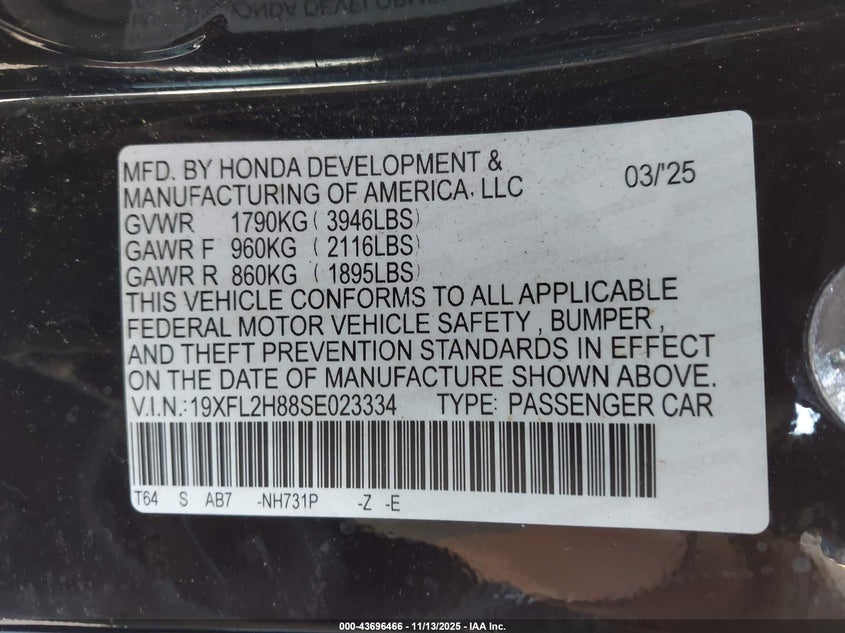 MFD. BY HONDA DEVELOPMENT &
MANUFACTURING OF AMERICA, LLC 03/'25
GVWR 1790KG ( 3946LBS)
GAWR F 960KG ( 2116LBS)
GAWR R 860KG ( 1895LBS)
THIS VEHICLE CONFORMS TO ALL APPLICABLE
FEDERAL MOTOR VEHICLE SAFETY , BUMPER ,
AND THEFT PREVENTION STANDARDS IN EFFECT
ON THE DATE OF MANUFACTURE SHOWN ABOVE.
V.I.N.:19XFL2H88SE023334 TYPE: PASSENGER CAR
T64 S AB7 -NH731P -Z -E
000-43696466 - 11/13/2025 - IAA Inc.